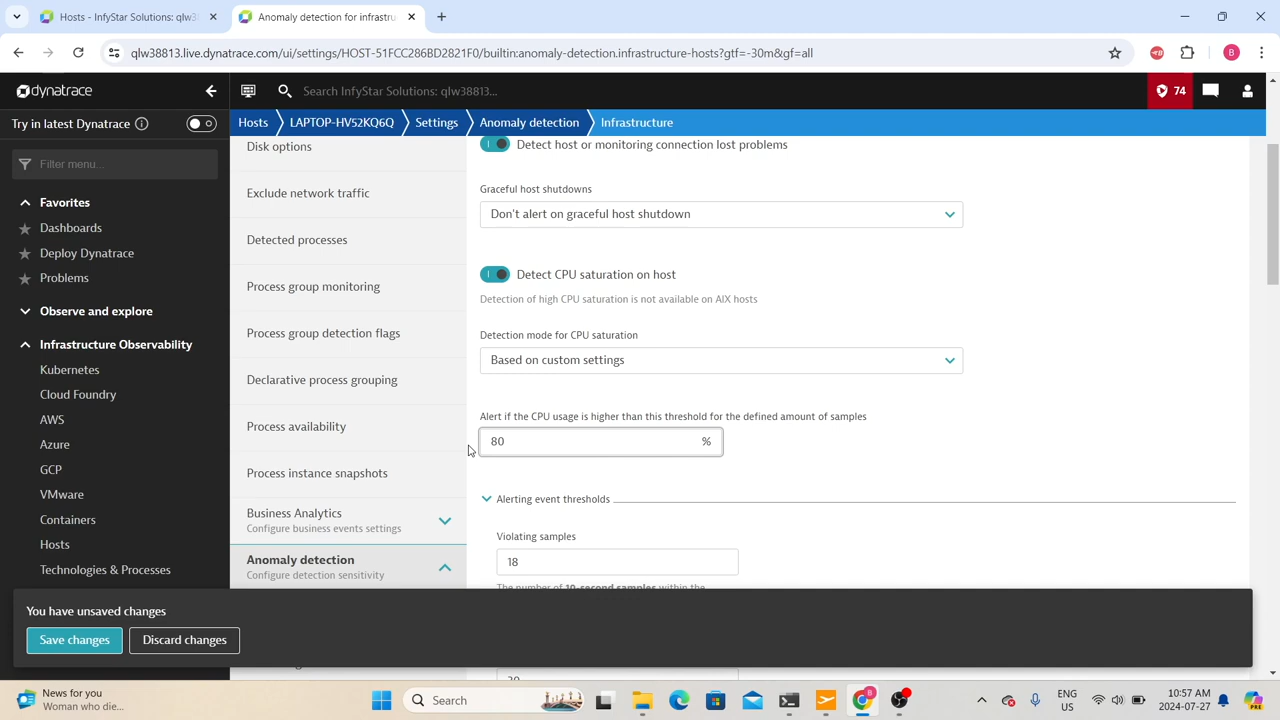 Hosts - InfyStar Solutions: qlw3
Anomaly detection for infrastru
qlw38813.live.dynatrace.com/ui/settings/HOST-51FCC286BD2821F0/builtin:anomaly-detection.infrastructure-hosts?gtf=-30m&gf=all
B
dynatrace
Search InfyStar Solutions: qlw38813...
74
Try in latest Dynatrace
Hosts
LAPTOP-HV52KQ6Q
Settings
Anomaly detection
Infrastructure
Filter menu...
Favorites
Dashboards
Deploy Dynatrace
Problems
Observe and explore
Infrastructure Observability
Kubernetes
Cloud Foundry
AWS
Azure
GCP
VMware
Containers
Hosts
Technologies & Processes
Disk options
Exclude network traffic
Detected processes
Process group monitoring
Process group detection flags
Declarative process grouping
Process availability
Process instance snapshots
Business Analytics
Configure business events settings
Anomaly detection
Configure detection sensitivity
Detect host or monitoring connection lost problems
Graceful host shutdowns
Don't alert on graceful host shutdown
Detect CPU saturation on host
Detection of high CPU saturation is not available on AIX hosts
Detection mode for CPU saturation
Based on custom settings
Alert if the CPU usage is higher than this threshold for the defined amount of samples
80 %
Alerting event thresholds
Violating samples
18
The number of 10-second samples within the
You have unsaved changes
Save changes
Discard changes
News for you
Woman who die...
Search
ENG
US
10:57 AM
2024-07-27